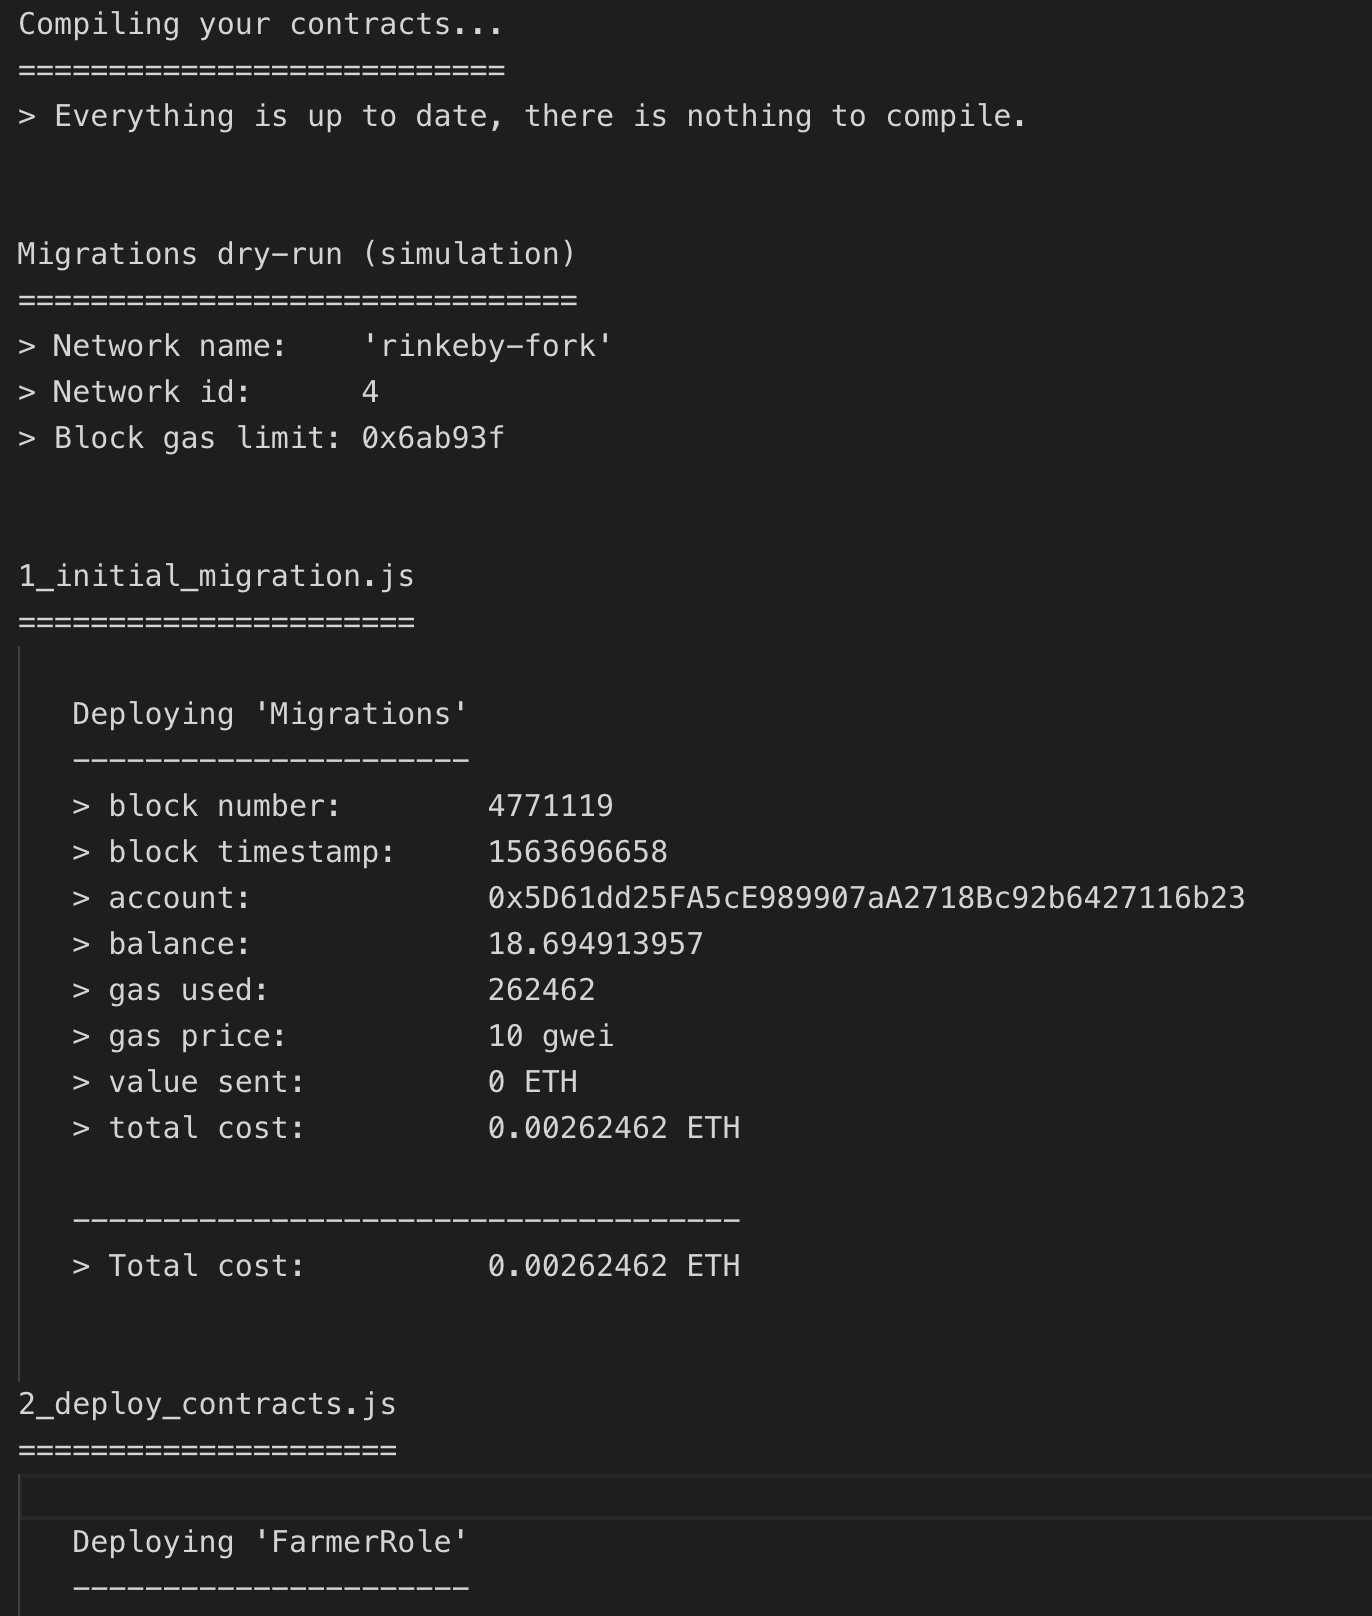 Compiling your contracts...
===========================
> Everything is up to date, there is nothing to compile.
Migrations dry-run (simulation)
===============================
> Network name:    'rinkeby-fork'
> Network id:      4
> Block gas limit: 0x6ab93f
1_initial_migration.js
======================
Deploying 'Migrations'
----------------------
> block number:        4771119
> block timestamp:     1563696658
> account:             0x5D61dd25FA5cE989907aA2718Bc92b6427116b23
> balance:             18.694913957
> gas used:            262462
> gas price:           10 gwei
> value sent:          0 ETH
> total cost:          0.00262462 ETH
-------------------------------------
> Total cost:          0.00262462 ETH
2_deploy_contracts.js
=====================
Deploying 'FarmerRole'
----------------------